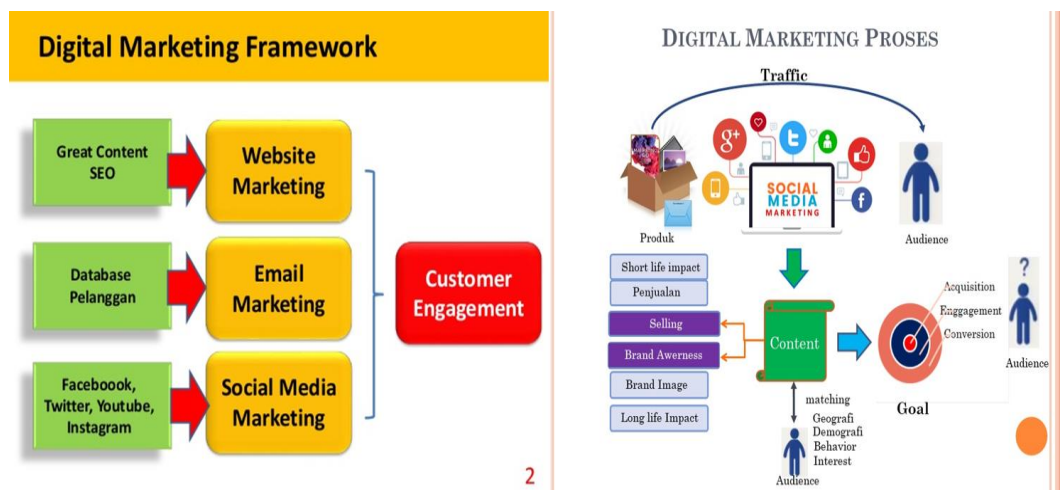 Digital Marketing Framework
Great Content
SEO
Website
Marketing
Database
Pelanggan
Email
Marketing
Faceboook,
Twitter, Youtube,
Instagram
Social Media
Marketing
Customer
Engagement
2
DIGITAL MARKETING PROSES
Traffic
g+
SOCIAL
MEDIA
MARKETING
f
Produk
Audience
Short life impact
Penjualan
Selling
Brand Awerness
Brand Image
Long life Impact
Content
matching
Geografi
Demografi
Behavior
Interest
Audience
?
Acquisition
Enggagement
Conversion
Audience
Goal